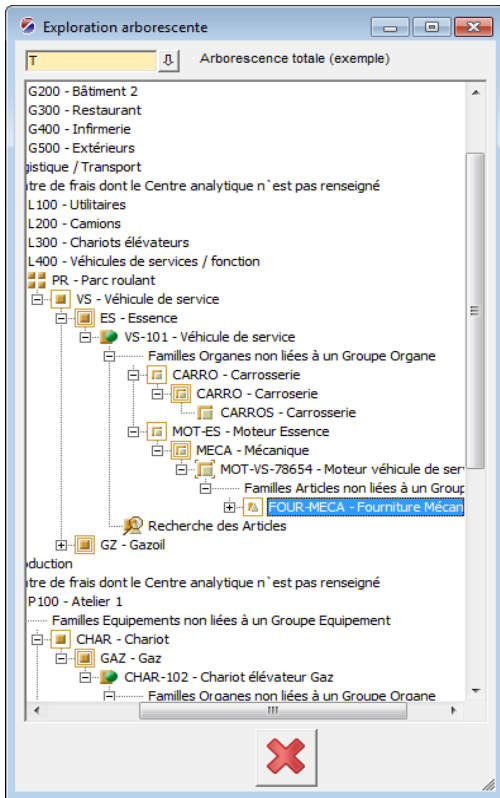 Exploration arborescente
T
Arborescence totale (exemple)
G200 - Bâtiment 2
G300 - Restaurant
G400 - Infirmerie
G500 - Extérieurs
gistique / Transport
tre de frais dont le Centre analytique n`est pas renseigné
L100 - Utilitaires
L200 - Camions
L300 - Chariots élévateurs
L400 - Véhicules de services / fonction
PR - Parc roulant
VS - Véhicule de service
ES - Essence
VS-101 - Véhicule de service
Familles Organes non liées à un Groupe Organe
CARRO - Carrosserie
CARRO - Carroserie
CARROS - Carrosserie
MOT-ES - Moteur Essence
MECA - Mécanique
MOT-VS-78654 - Moteur véhicule de ser
Familles Articles non liées à un Group
FOUR-MECA - Fourniture Mécan
Recherche des Articles
GZ - Gazoil
duction
tre de frais dont le Centre analytique n`est pas renseigné
P100 - Atelier 1
Familles Equipements non liées à un Groupe Equipement
CHAR - Chariot
GAZ - Gaz
CHAR-102 - Chariot élévateur Gaz
Familles Organes non liées à un Groupe Organe